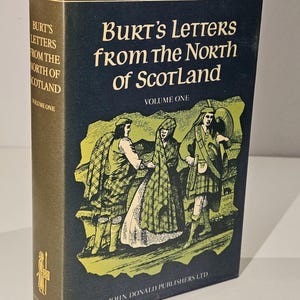 BURT'S
LETTERS
FROM THE
NORTH OF
SCOTLAND
VOLUME ONE
Burt's Letters
from the North
of Scotland
VOLUME ONE
JOHN DONALD PUBLISHERS LTD